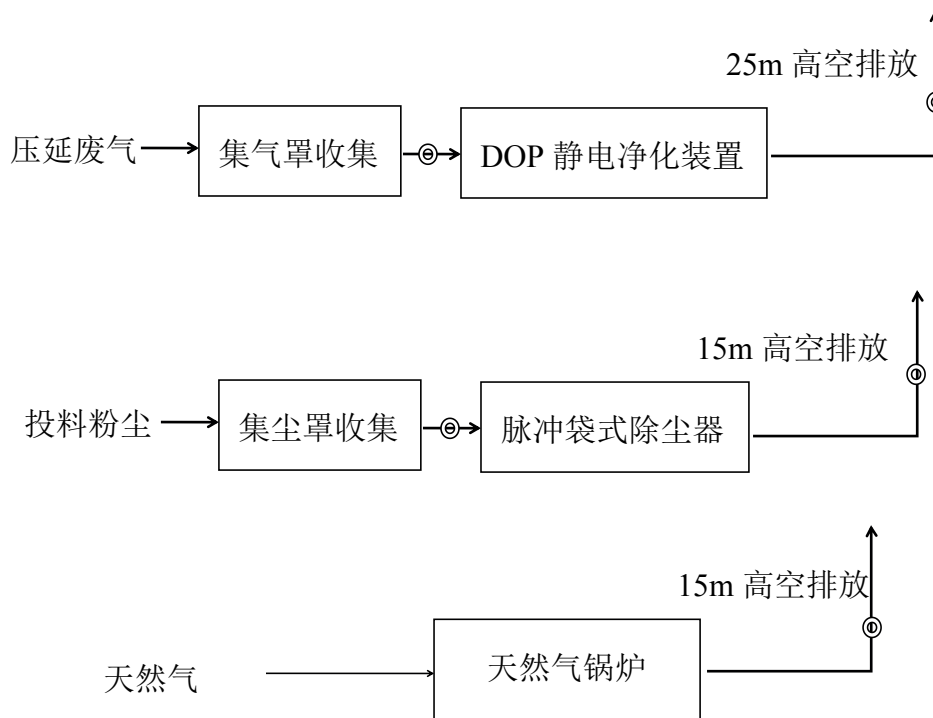 25m 高空排放
压延废气
集气罩收集
DOP 静电净化装置
15m 高空排放
投料粉尘
集尘罩收集
脉冲袋式除尘器
15m 高空排放
天然气
天然气锅炉